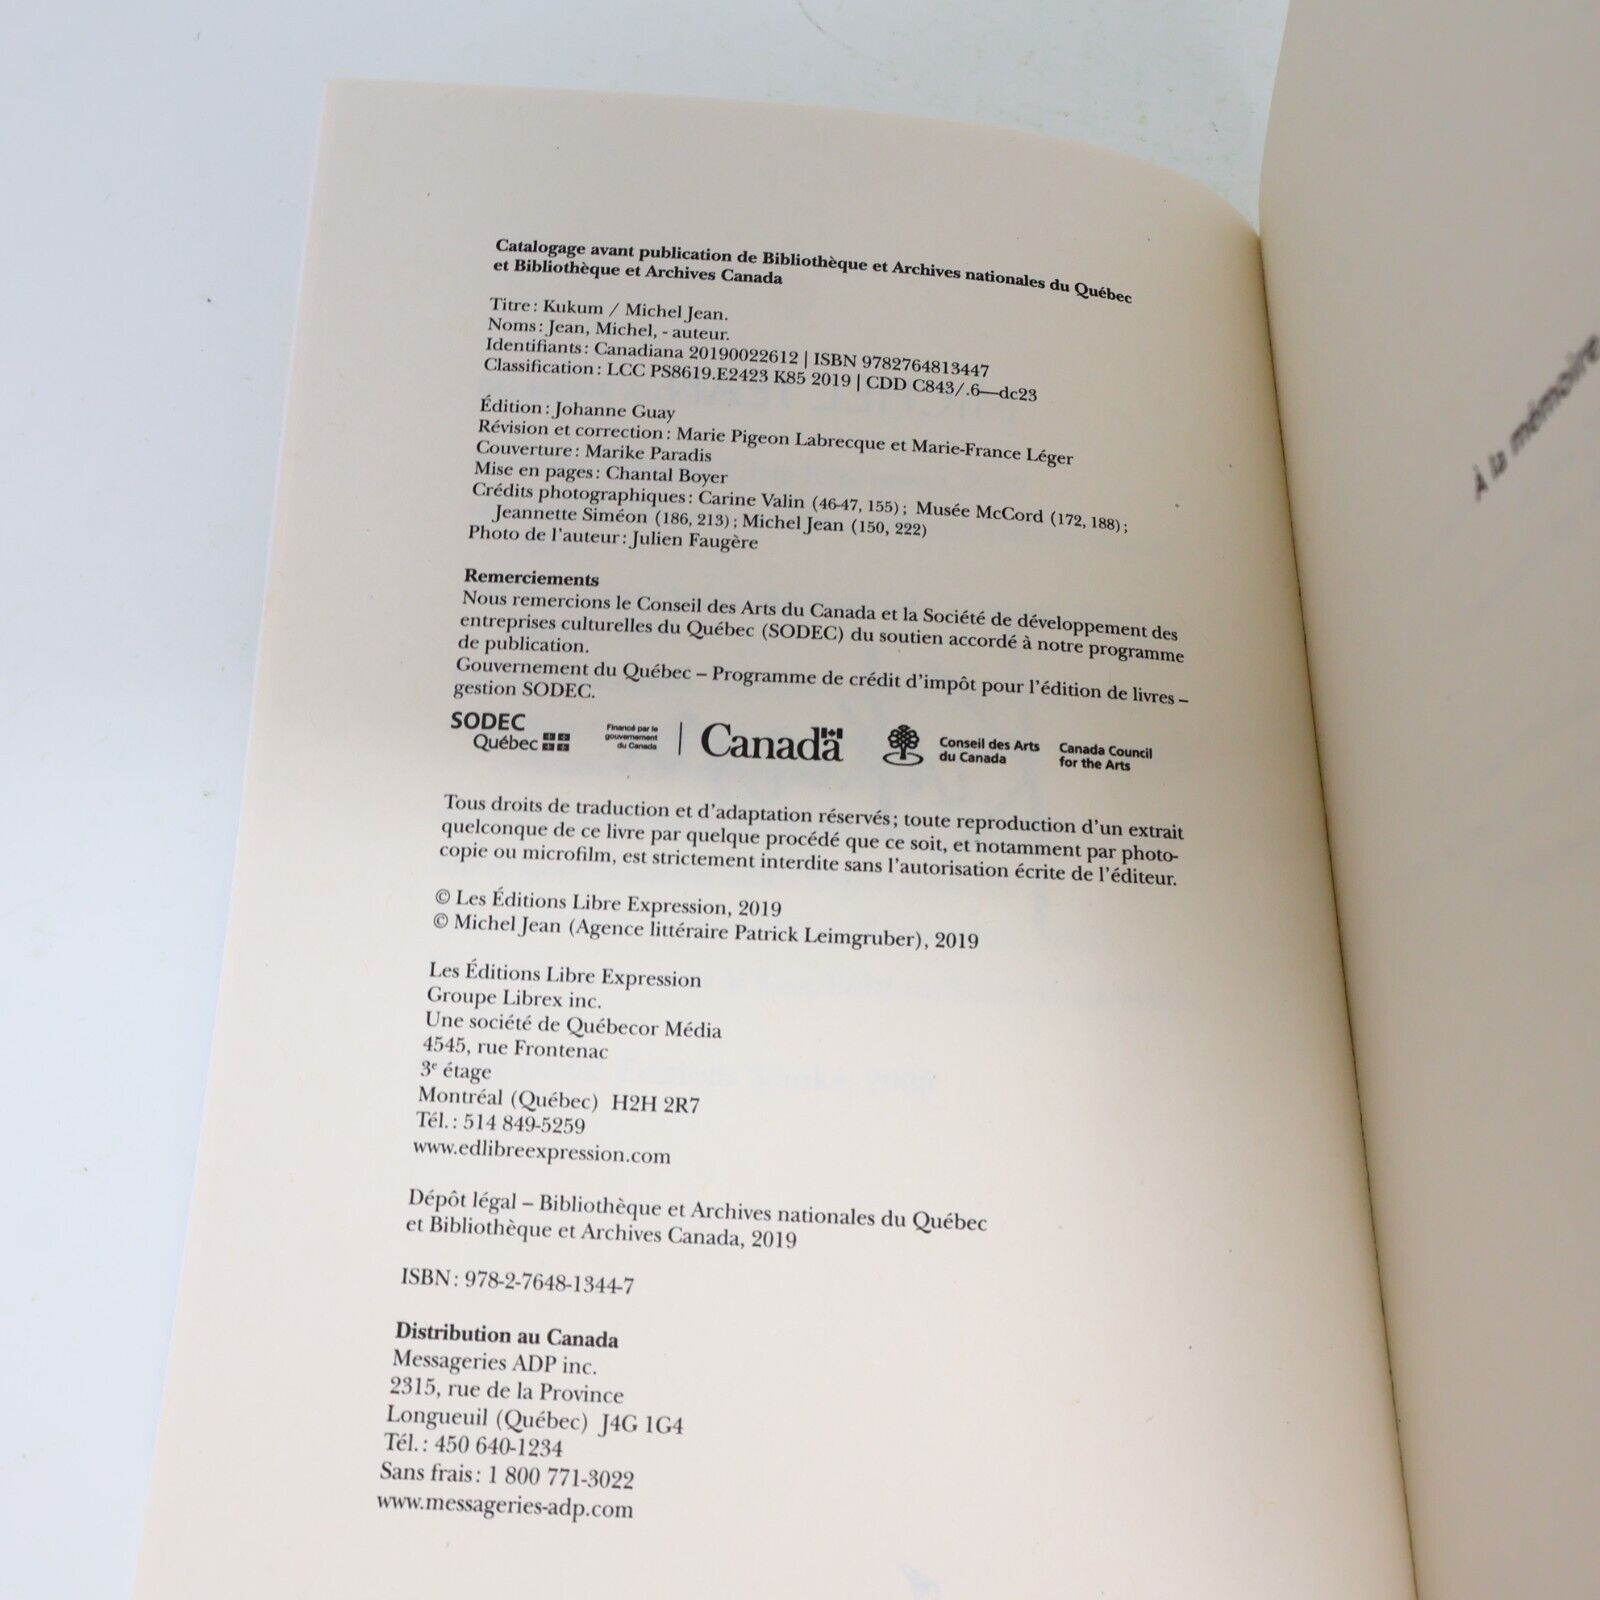 Catalogage avant publication de Bibliothèque et Archives nationales du Québec
et Bibliothèque et Archives Canada
Titre : Kukum / Michel Jean.
Noms : Jean, Michel, - auteur.
Identifiants : Canadiana 20190022612 | ISBN 9782764813447
Classification : LCC PS8619.E2423 K85 2019 | CDD C843/.6—dc23
Édition : Johanne Guay
Révision et correction : Marie Pigeon Labrecque et Marie-France Léger
Couverture : Marike Paradis
Mise en pages : Chantal Boyer
Crédits photographiques : Carine Valin (46-47, 155) ; Musée McCord (172, 188) ;
Jeannette Siméon (186, 213) ; Michel Jean (150, 222)
Photo de l'auteur : Julien Faugère
Remerciements
Nous remercions le Conseil des Arts du Canada et la Société de développement des
entreprises culturelles du Québec (SODEC) du soutien accordé à notre programme
de publication.
Gouvernement du Québec – Programme de crédit d'impôt pour l'édition de livres –
gestion SODEC.
SODEC
Québec
Financé par le
gouvernement
du Canada
Canada
Conseil des Arts
du Canada
Canada Council
for the Arts
Tous droits de traduction et d'adaptation réservés ; toute reproduction d'un extrait
quelconque de ce livre par quelque procédé que ce soit, et notamment par photo-
copie ou microfilm, est strictement interdite sans l'autorisation écrite de l'éditeur.
© Les Éditions Libre Expression, 2019
© Michel Jean (Agence littéraire Patrick Leimgruber), 2019
Les Éditions Libre Expression
Groupe Librex inc.
Une société de Québecor Média
4545, rue Frontenac
3e étage
Montréal (Québec) H2H 2R7
Tél. : 514 849-5259
www.edlibreexpression.com
Dépôt légal – Bibliothèque et Archives nationales du Québec
et Bibliothèque et Archives Canada, 2019
ISBN : 978-2-7648-1344-7
Distribution au Canada
Messageries ADP inc.
2315, rue de la Province
Longueuil (Québec) J4G 1G4
Tél. : 450 640-1234
Sans frais : 1 800 771-3022
www.messageries-adp.com
À la mémoire